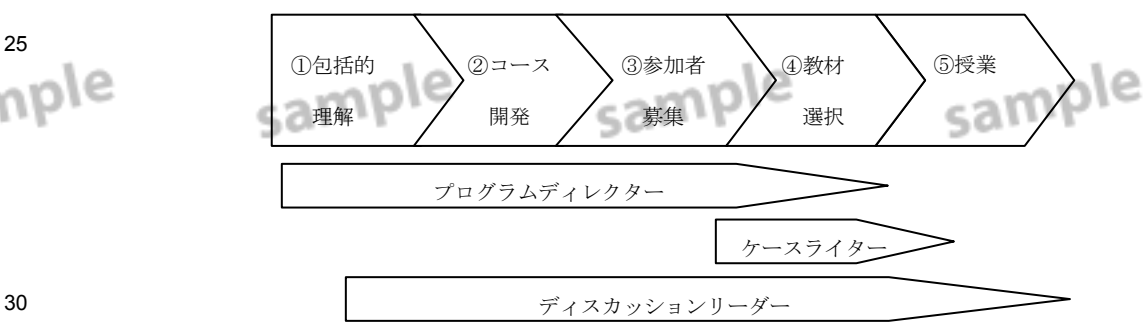 25
①包括的
理解
②コース
開発
③参加者
募集
④教材
選択
⑤授業
sample
sample
sample
sample
プログラムディレクター
ケースライター
30
ディスカッションリーダー